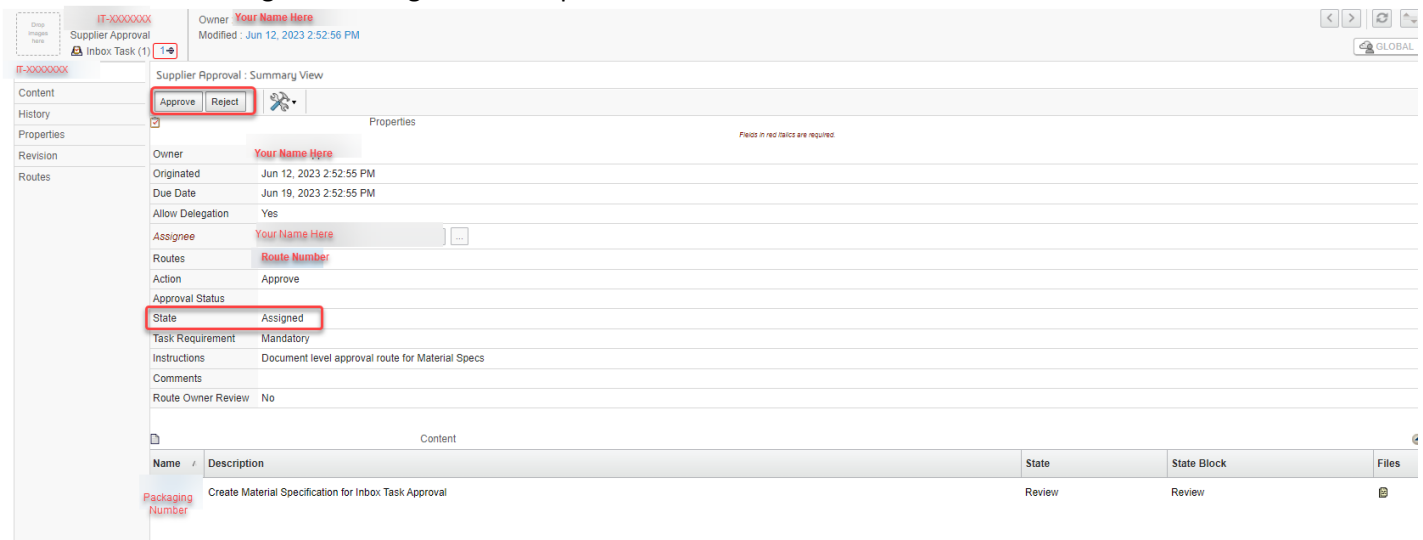 Drop images here
IT-XXXXXXX
Supplier Approval
Inbox Task (1) 1
Owner Your Name Here
Modified : Jun 12, 2023 2:52:56 PM
GLOBAL
IT-XXXXXXX
Content
History
Properties
Revision
Routes
Supplier Approval : Summary View
Approve Reject
Properties
Fields in red italics are required
Owner Your Name Here
Originated Jun 12, 2023 2:52:55 PM
Due Date Jun 19, 2023 2:52:55 PM
Allow Delegation Yes
Assignee Your Name Here ...
Routes Route Number
Action Approve
Approval Status
State Assigned
Task Requirement Mandatory
Instructions Document level approval route for Material Specs
Comments
Route Owner Review No
Content
Name Description State State Block Files
Packaging Number Create Material Specification for Inbox Task Approval Review Review